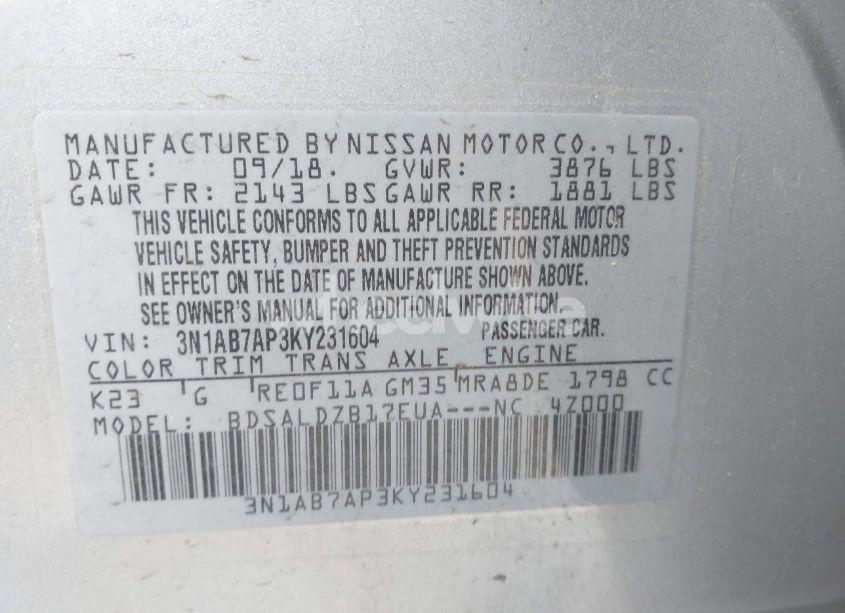 MANUFACTURED BY NISSAN MOTOR CO., LTD.
DATE: 09/18. GVWR: 3876 LBS
GAWR FR: 2143 LBS GAWR RR: 1881 LBS
THIS VEHICLE CONFORMS TO ALL APPLICABLE FEDERAL MOTOR
VEHICLE SAFETY, BUMPER AND THEFT PREVENTION STANDARDS
IN EFFECT ON THE DATE OF MANUFACTURE SHOWN ABOVE.
SEE OWNER'S MANUAL FOR ADDITIONAL INFORMATION.
VIN: 3N1AB7AP3KY231604 PASSENGER CAR.
COLOR TRIM TRANS AXLE ENGINE
K23 G RE0F11A GM35 MRA8DE 1798 CC
MODEL: BDSALDZB17EUA---NC 4Z000
3N1AB7AP3KY231604